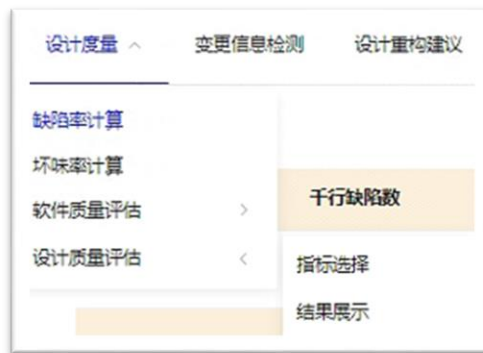 设计度量 变更信息检测 设计重构建议
缺陷率计算
坏味率计算
千行缺陷数
软件质量评估
设计质量评估
指标选择
结果展示